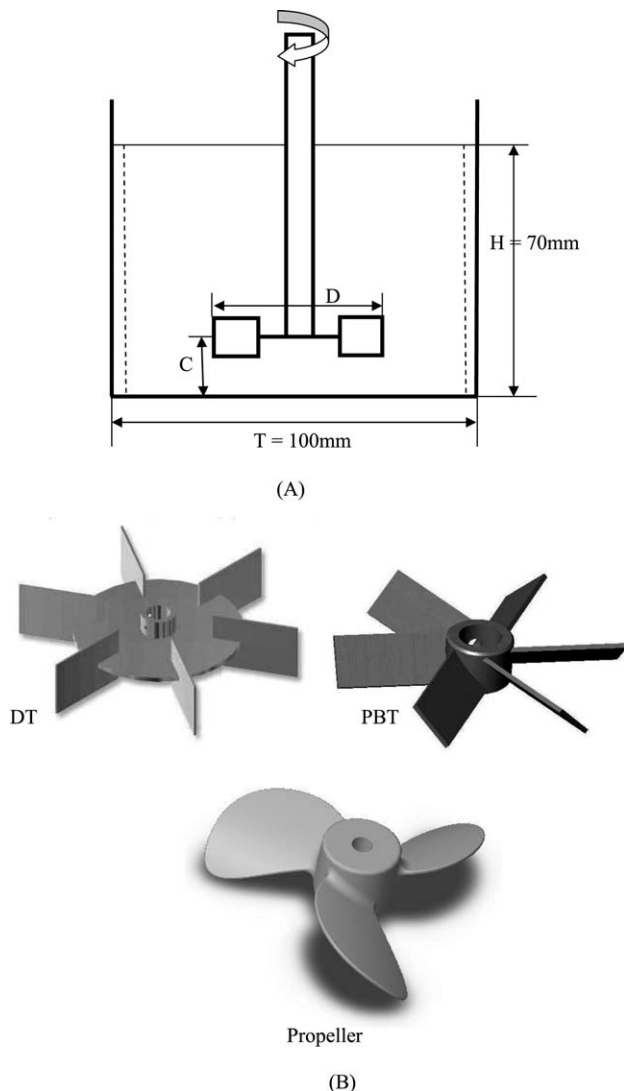 D
H = 70mm
C
T = 100mm
(A)
DT
PBT
Propeller
(B)